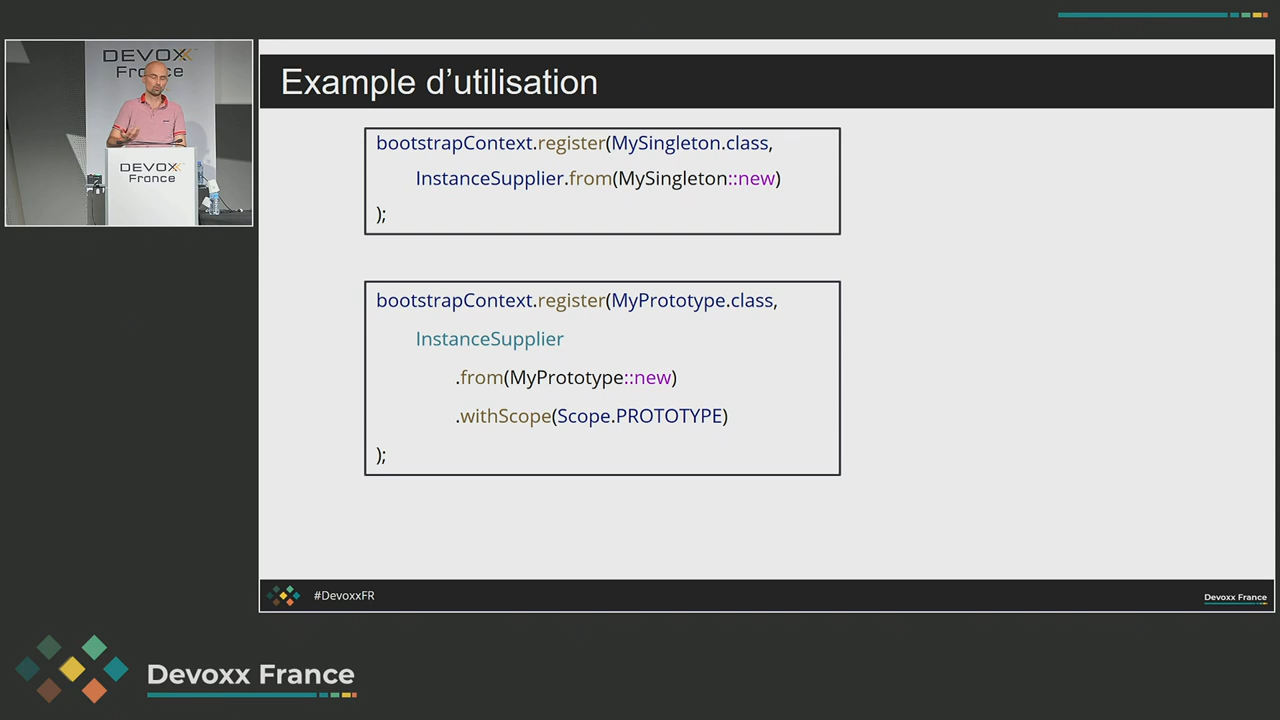 DEVOXX
France
DEVOXX
France
Example d’utilisation
bootstrapContext.register(MySingleton.class,
InstanceSupplier.from(MySingleton::new)
);
bootstrapContext.register(MyPrototype.class,
InstanceSupplier
.from(MyPrototype::new)
.withScope(Scope.PROTOTYPE)
);
#DevoxxFR
Devoxx France
Devoxx France